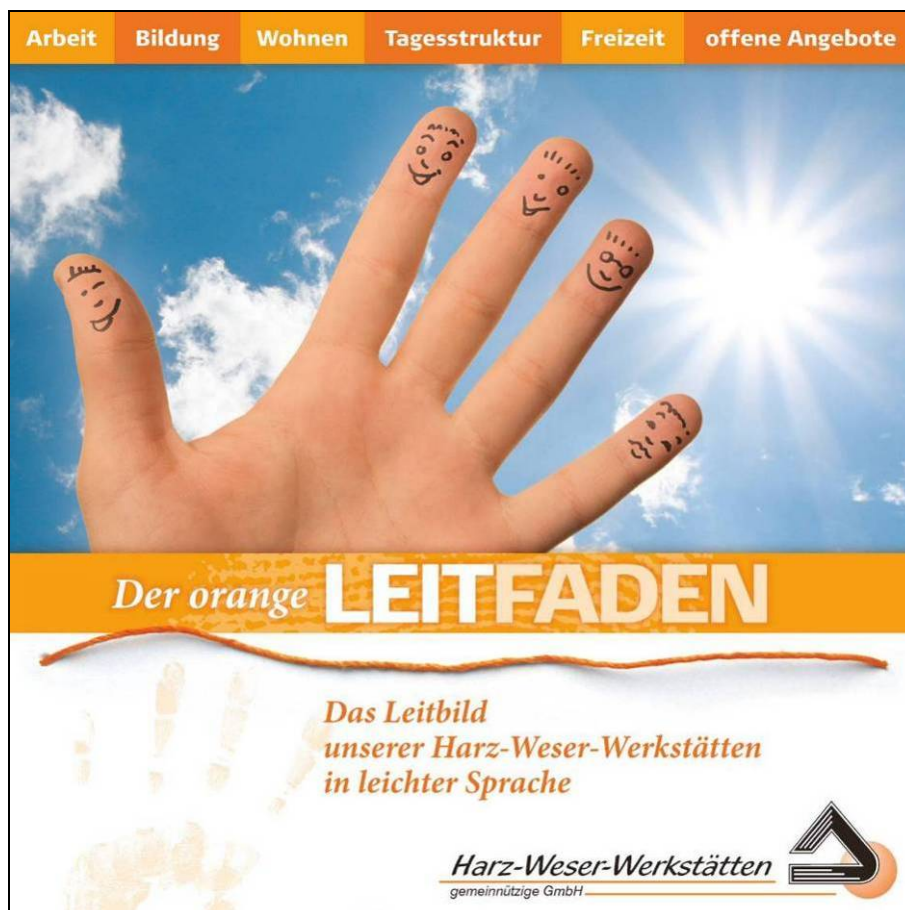 Arbeit Bildung Wohnen Tagesstruktur Freizeit offene Angebote
Der orange LEITFADEN
Das Leitbild
unserer Harz-Weser-Werkstätten
in leichter Sprache
Harz-Weser-Werkstätten
gemeinnützige GmbH